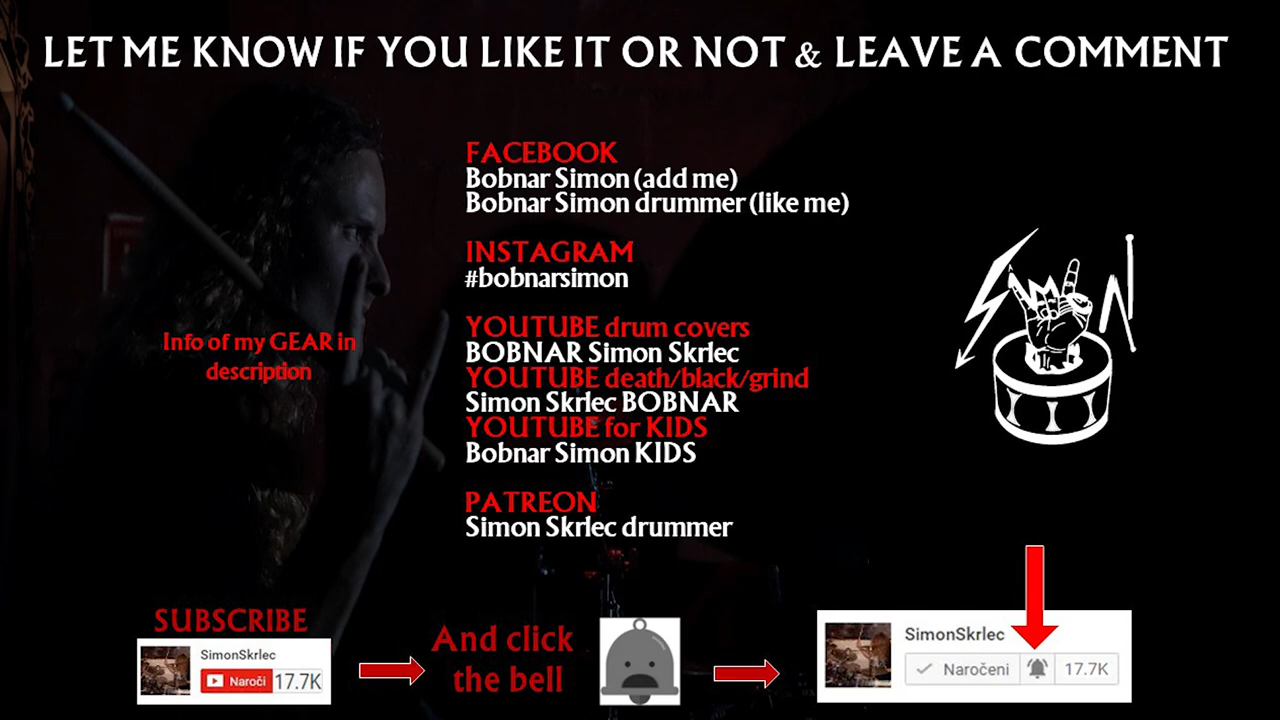 LET ME KNOW IF YOU LIKE IT OR NOT & LEAVE A COMMENT
FACEBOOK
Bobnar Simon (add me)
Bobnar Simon drummer (like me)
INSTAGRAM
#bobnarsimon
YOUTUBE drum covers
BOBNAR Simon Skrlec
YOUTUBE death/black/grind
Simon Skrlec BOBNAR
YOUTUBE for KIDS
Bobnar Simon KIDS
PATREON
Simon Skrlec drummer
Info of my GEAR in
description
SIMON
SUBSCRIBE
SimonSkrlec
Naroči 17.7K
And click
the bell
SimonSkrlec
Naročeni 17.7K